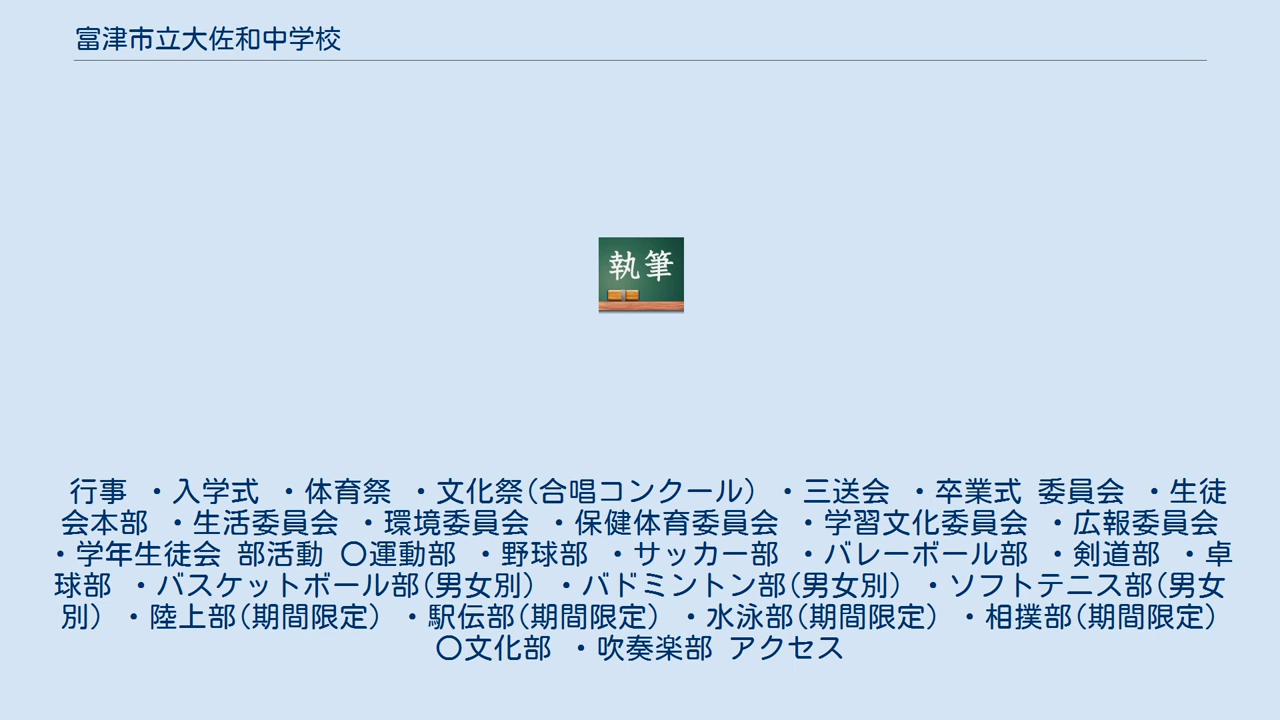 富津市立大佐和中学校
執筆
行事 ・入学式 ・体育祭 ・文化祭(合唱コンクール) ・三送会 ・卒業式 委員会 ・生徒
会本部 ・生活委員会 ・環境委員会 ・保健体育委員会 ・学習文化委員会 ・広報委員会
・学年生徒会 部活動 〇運動部 ・野球部 ・サッカー部 ・バレーボール部 ・剣道部 ・卓
球部 ・バスケットボール部(男女別) ・バドミントン部(男女別) ・ソフトテニス部(男女
別) ・陸上部(期間限定) ・駅伝部(期間限定) ・水泳部(期間限定) ・相撲部(期間限定)
〇文化部 ・吹奏楽部 アクセス